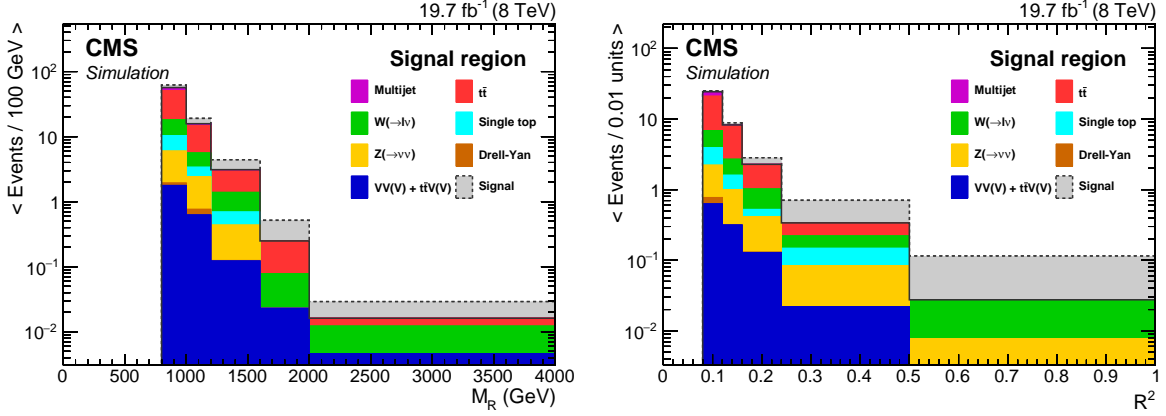 19.7 fb⁻¹ (8 TeV)
CMS
Simulation
Signal region
Multijet
tt̄
W(→lν)
Single top
Z(→νν)
Drell-Yan
VV(V) + tt̄V(V)
Signal
< Events / 100 GeV >
10²
10
1
10⁻¹
10⁻²
0 500 1000 1500 2000 2500 3000 3500 4000
M_R (GeV)
19.7 fb⁻¹ (8 TeV)
CMS
Simulation
Signal region
Multijet
tt̄
W(→lν)
Single top
Z(→νν)
Drell-Yan
VV(V) + tt̄V(V)
Signal
< Events / 0.01 units >
10²
10
1
10⁻¹
10⁻²
0 0.1 0.2 0.3 0.4 0.5 0.6 0.7 0.8 0.9 1
R²